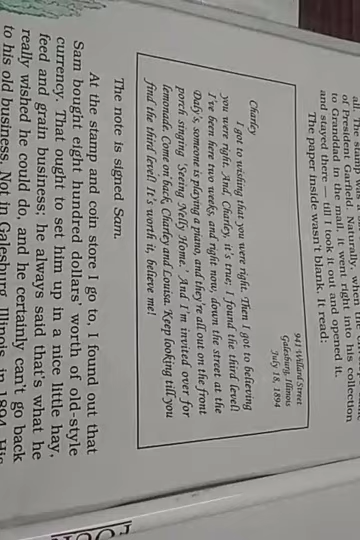 all. The stamp was
of President Garfield. Naturally, when the
to Granddad in the mail, it went right into his collection
and stayed there — till I took it out and opened it.
The paper inside wasn't blank. It read:
941 Willard Street
Galesburg, Illinois
July 18, 1894
Charley
I got to wishing that you were right. Then I got to believing
you were right. And, Charley, it's true; I found the third level!
I've been here two weeks, and right now, down the street at the
Daly's, someone is playing a piano, and they're all out on the front
porch singing 'Seeing Nelly Home.' And I'm invited over for
lemonade. Come on back, Charley and Louisa. Keep looking till you
find the third level! It's worth it, believe me!
The note is signed Sam.
At the stamp and coin store I go to, I found out that
Sam bought eight hundred dollars' worth of old-style
currency. That ought to set him up in a nice little hay,
feed and grain business; he always said that's what he
really wished he could do, and he certainly can't go back
to his old business. Not in Galesburg, Illinois, in 1894. His